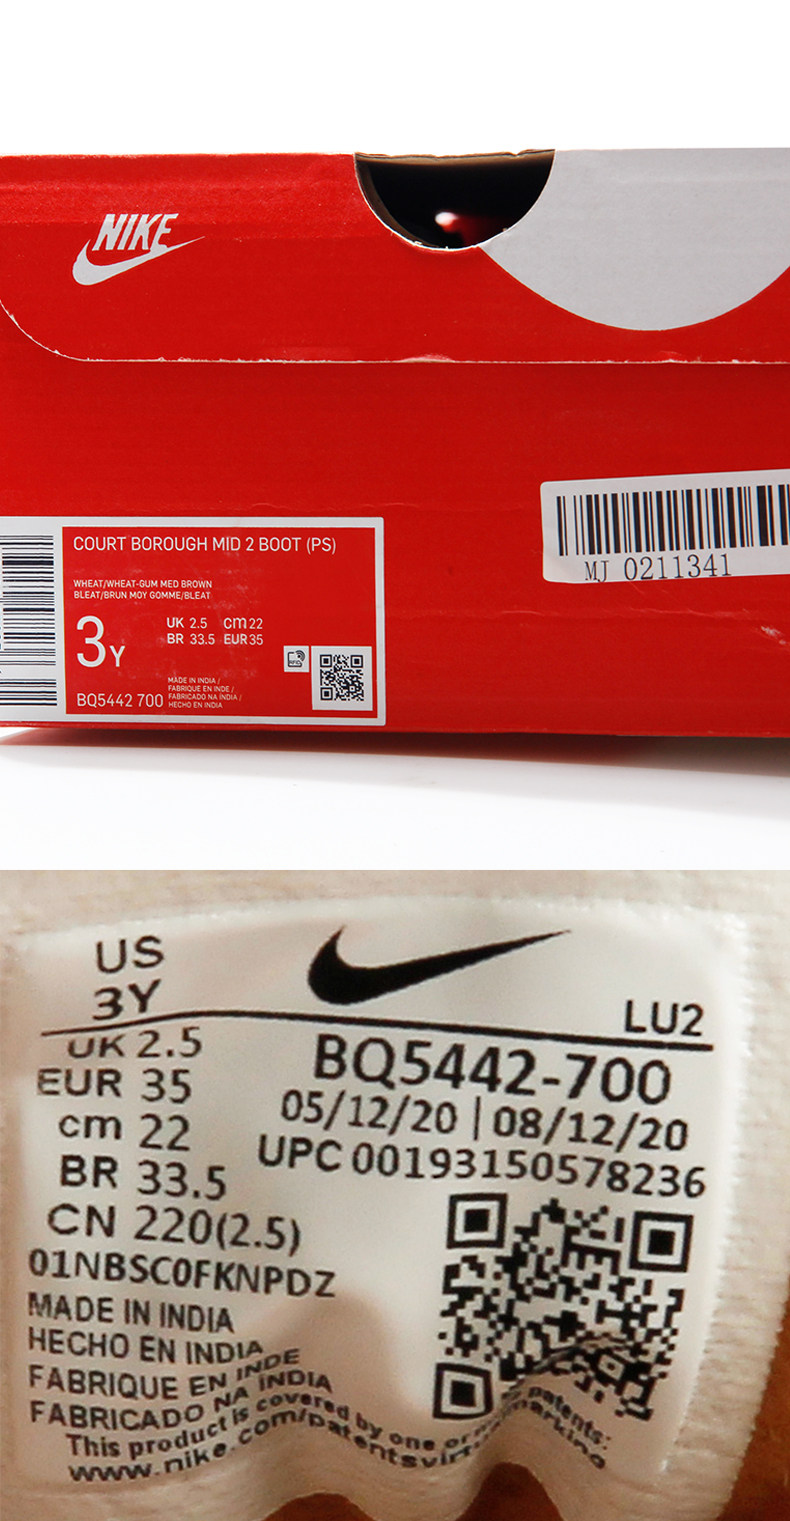 NIKE
MJ 0211341
COURT BOROUGH MID 2 BOOT (PS)
WHEAT/WHEAT-GUM MED BROWN
BLEAT/BRUN MOY GOMME/BLEAT
3Y
UK 2.5 cm 22
BR 33.5 EUR 35
RFID
MADE IN INDIA /
FABRIQUE EN INDE /
FABRICADO NA ÍNDIA /
HECHO EN INDIA
BQ5442 700
US
3Y
LU2
UK 2.5
EUR 35
cm 22
BR 33.5
CN 220(2.5)
BQ5442-700
05/12/20 | 08/12/20
UPC 00193150578236
01NBSC0FKNPDZ
MADE IN INDIA
HECHO EN INDIA
FABRIQUE EN INDE
FABRICADO NA ÍNDIA
This product is covered by one or patents:
www.nike.com/patentsvirtualmarking